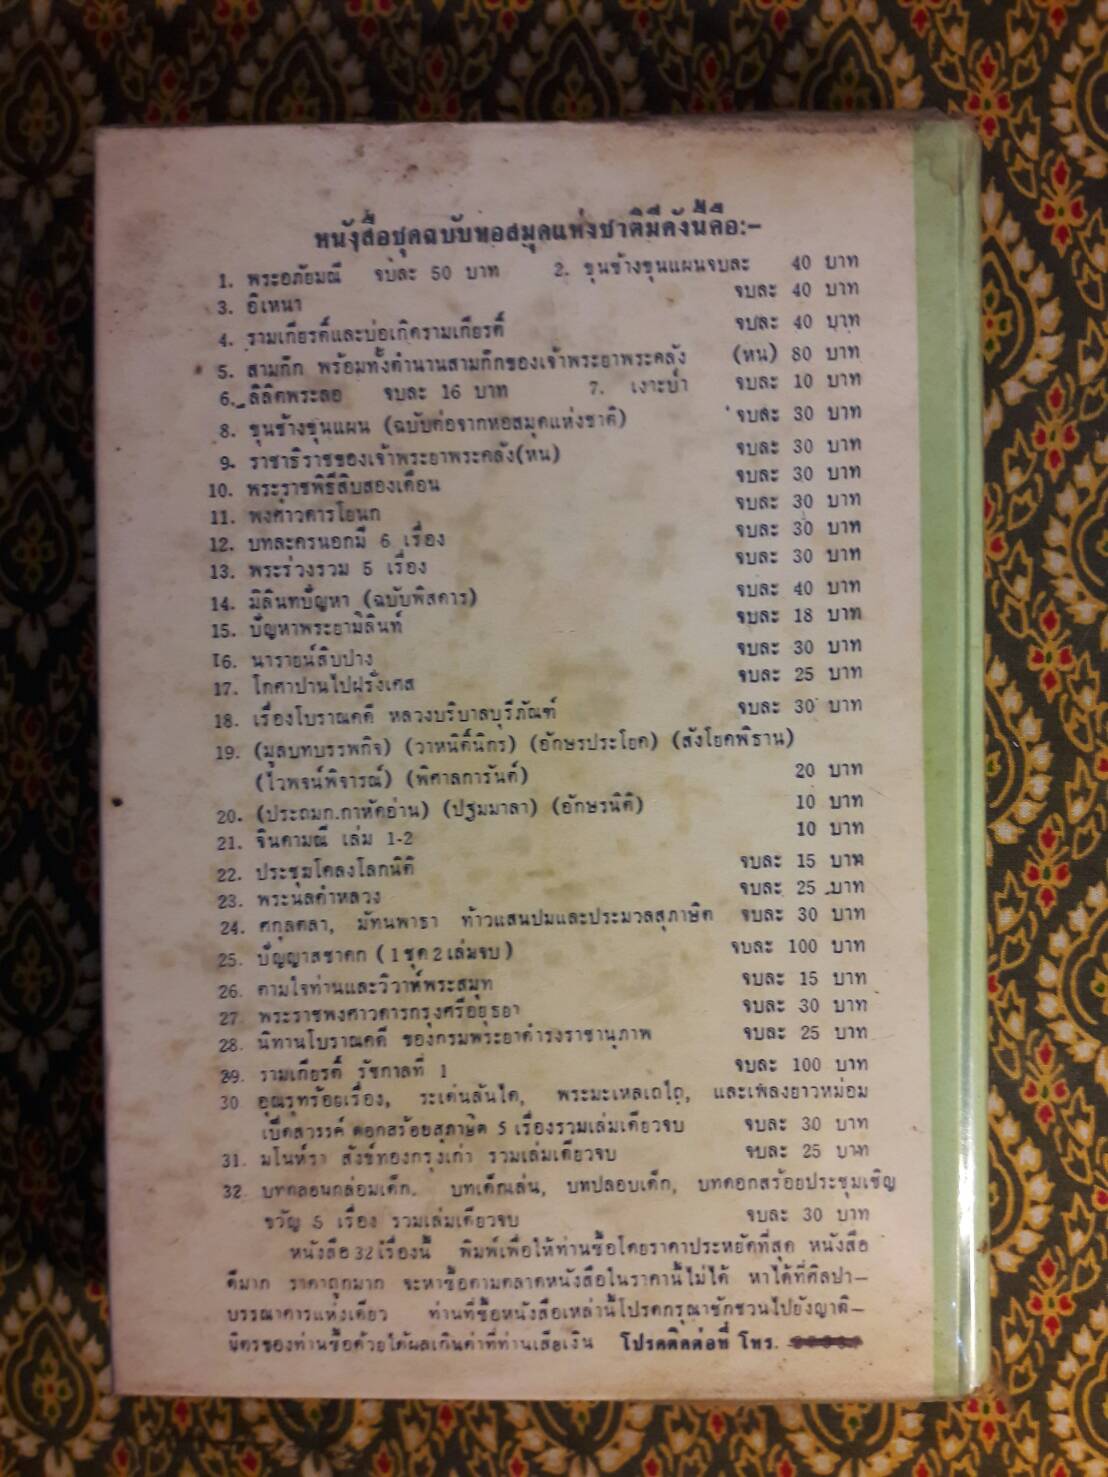 หนังสือชุดฉบับหอสมุดแห่งชาติมีดังนี้คือ:–
1. พระอภัยมณี จบละ 50 บาท 2. ขุนช้างขุนแผนจบละ 40 บาท
3. อิเหนา จบละ 40 บาท
4. รามเกียรติ์และบ่อเกิดรามเกียรติ์ จบละ 40 บาท
5. สามก๊ก พร้อมทั้งตำนานสามก๊กของเจ้าพระยาพระคลัง (หน) 80 บาท
6. ลิลิตพระลอ จบละ 16 บาท 7. เงาะป่า จบละ 10 บาท
8. ขุนช้างขุนแผน (ฉบับต่อจากหอสมุดแห่งชาติ) จบละ 30 บาท
9. ราชาธิราชของเจ้าพระยาพระคลัง(หน) จบละ 30 บาท
10. พระราชพิธีสิบสองเดือน จบละ 30 บาท
11. พงศาวดารโยนก จบละ 30 บาท
12. บทละครนอกมี 6 เรื่อง จบละ 30 บาท
13. พระร่วงรวม 5 เรื่อง จบละ 30 บาท
14. มิลินทปัญหา (ฉบับพิสดาร) จบละ 40 บาท
15. ปัญหาพระยามิลินท์ จบละ 18 บาท
16. นารายน์สิบปาง จบละ 30 บาท
17. โกศาปานไปฝรั่งเศส จบละ 25 บาท
18. เรื่องโบราณคดี หลวงบริบาลบุรีภัณฑ์ จบละ 30 บาท
19. (มูลบทบรรพกิจ) (วาหนิติ์นิกร) (อักษรประโยค) (สังโยคพิธาน)
(ไวพจน์พิจารณ์) (พิศาลการันต์) 20 บาท
20. (ประถมก.กาหัดอ่าน) (ปฐมมาลา) (อักษรนิติ) 10 บาท
21. จินดามณี เล่ม 1-2 10 บาท
22. ประชุมโคลงโลกนิติ จบละ 15 บาท
23. พระนลคำหลวง จบละ 25 บาท
24. ศกุลตลา, มัทนพาธา ท้าวแสนปมและประมวลสุภาษิต จบละ 30 บาท
25. ปัญญาสชาดก (1ชุด2เล่มจบ) จบละ 100 บาท
26. ตามใจท่านและวิวาห์พระสมุท จบละ 15 บาท
27. พระราชพงศาวดารกรุงศรีอยุธยา จบละ 30 บาท
28. นิทานโบราณคดี ของกรมพระยาดำรงราชานุภาพ จบละ 25 บาท
29. รามเกียรติ์ รัชกาลที่ 1 จบละ 100 บาท
30. อุณรุทร้อยเรื่อง, ระเด่นลันได, พระมะเหลเถไถ, และเพลงยาวหม่อม
เป็ดสวรรค์ ดอกสร้อยสุภาษิต 5 เรื่องรวมเล่มเดียวจบ จบละ 30 บาท
31. มโนห์รา สังข์ทองกรุงเก่า รวมเล่มเดียวจบ จบละ 25 บาท
32. บทกลอนกล่อมเด็ก, บทเด็กเล่น, บทปลอบเด็ก, บทดอกสร้อยประชุมเชิญ
ขวัญ 5 เรื่อง รวมเล่มเดียวจบ จบละ 30 บาท
หนังสือ 32 เรื่องนี้ พิมพ์เพื่อให้ท่านซื้อโดยราคาประหยัดที่สุด หนังสือ
ดีมาก ราคาถูกมาก จะหาซื้อตามตลาดหนังสือในราคานี้ไม่ได้ หาได้ที่ศิลปา–
บรรณาคารแห่งเดียว ท่านที่ซื้อหนังสือเหล่านี้โปรดกรุณาชักชวนไปยังญาติ–
มิตรของท่านซื้อด้วยได้ผลเกินค่าที่ท่านเสียเงิน โปรดติดต่อที่ โทร.